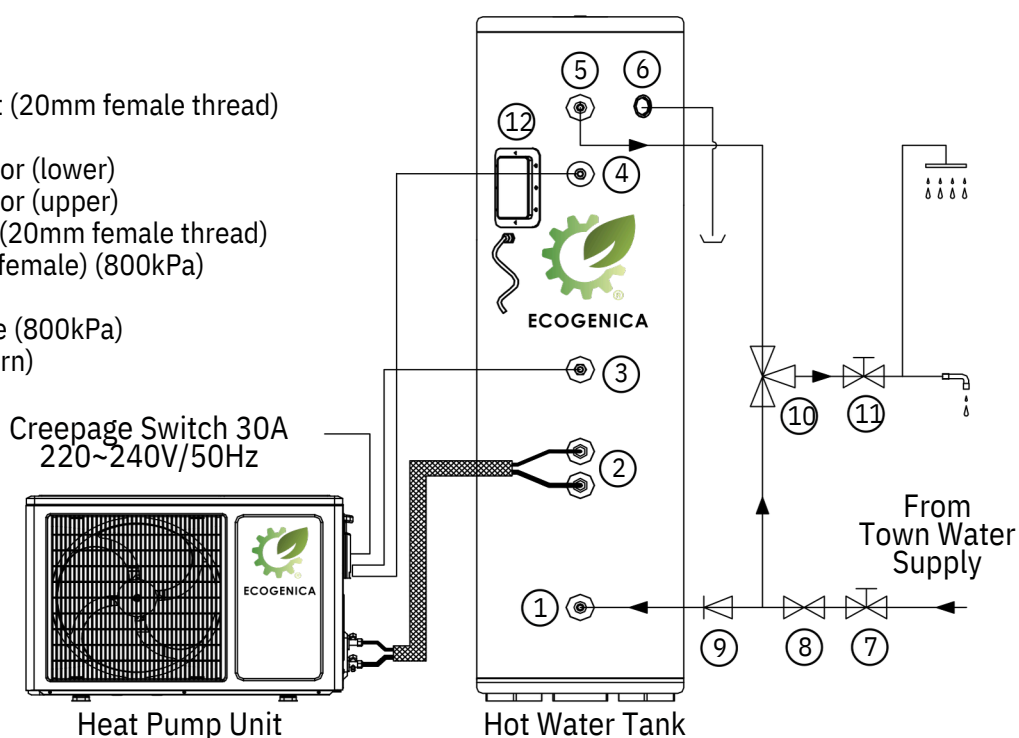 t (20mm female thread)
or (lower)
or (upper)
(20mm female thread)
female) (800kPa)
e (800kPa)
rn)
Creepage Switch 30A
220~240V/50Hz
ECOGENICA
®
Heat Pump Unit
5
6
12
4
®
ECOGENICA
3
2
1
Hot Water Tank
10
11
From
Town Water
Supply
9
8
7